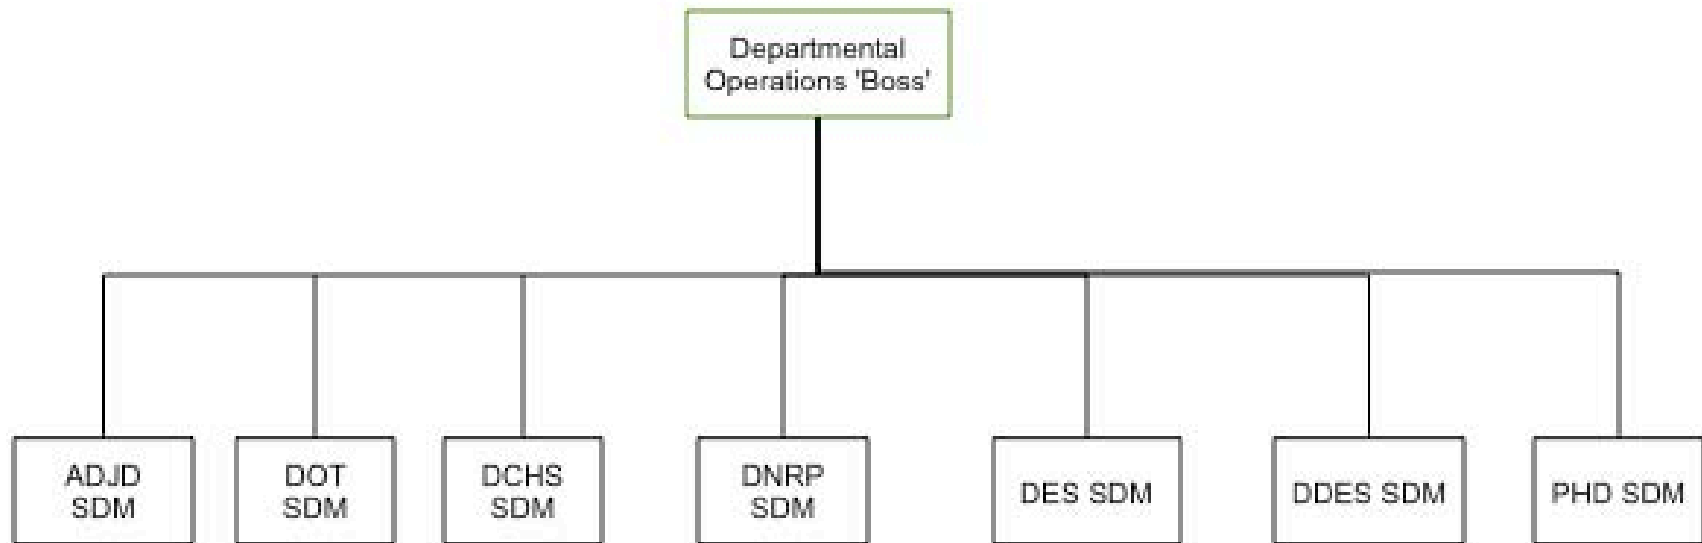 Departmental
Operations 'Boss'
ADJD
SDM
DOT
SDM
DCHS
SDM
DNRP
SDM
DES SDM
DDES SDM
PHD SDM